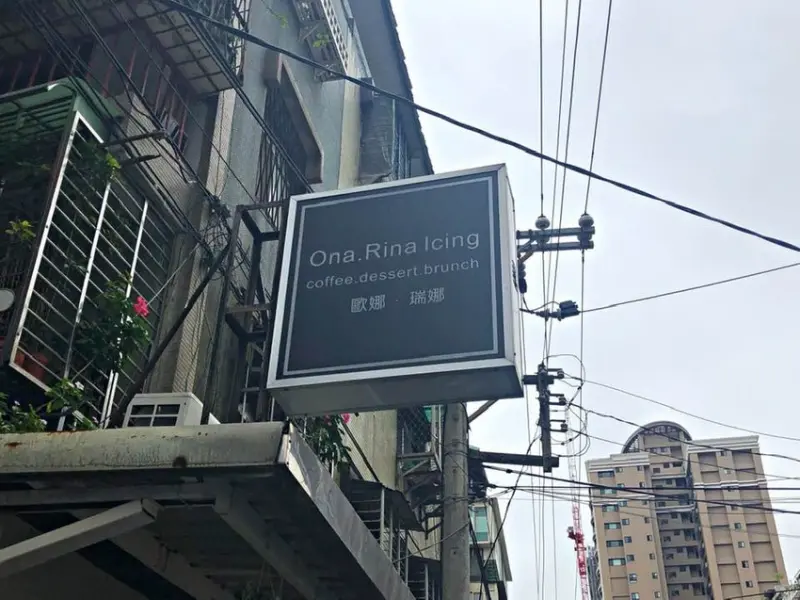 Ona.Rina Icing
coffee.dessert.brunch
歐娜．瑞娜